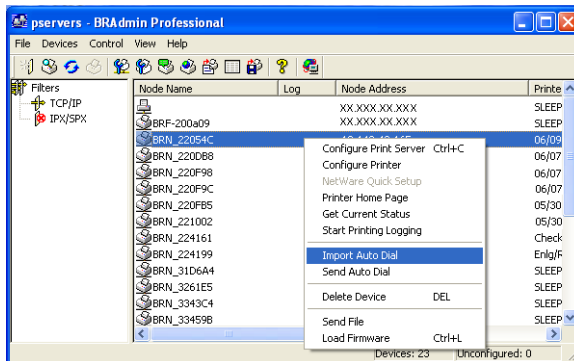 pservers - BRAdmin Professional
File Devices Control View Help
Filters
TCP/IP
IPX/SPX
Node Name Log Node Address Printe
XX.XXX.XX.XXX SLEEP
BRF-200a09 XX.XXX.XX.XXX SLEEP
BRN_22054C 06/09
BRN_220DB8 06/07
BRN_220F98 06/07
BRN_220F9C 06/07
BRN_220FB5 05/30
BRN_221002 05/30
BRN_224161 Check
BRN_224199 Enlg/F
BRN_31D6A4 SLEEP
BRN_3261E5 SLEEP
BRN_3343C4 SLEEP
BRN_33459B SLEEP
Configure Print Server Ctrl+C
Configure Printer
NetWare Quick Setup
Printer Home Page
Get Current Status
Start Printing Logging
Import Auto Dial
Send Auto Dial
Delete Device DEL
Send File
Load Firmware Ctrl+L
Devices: 23 Unconfigured: 0